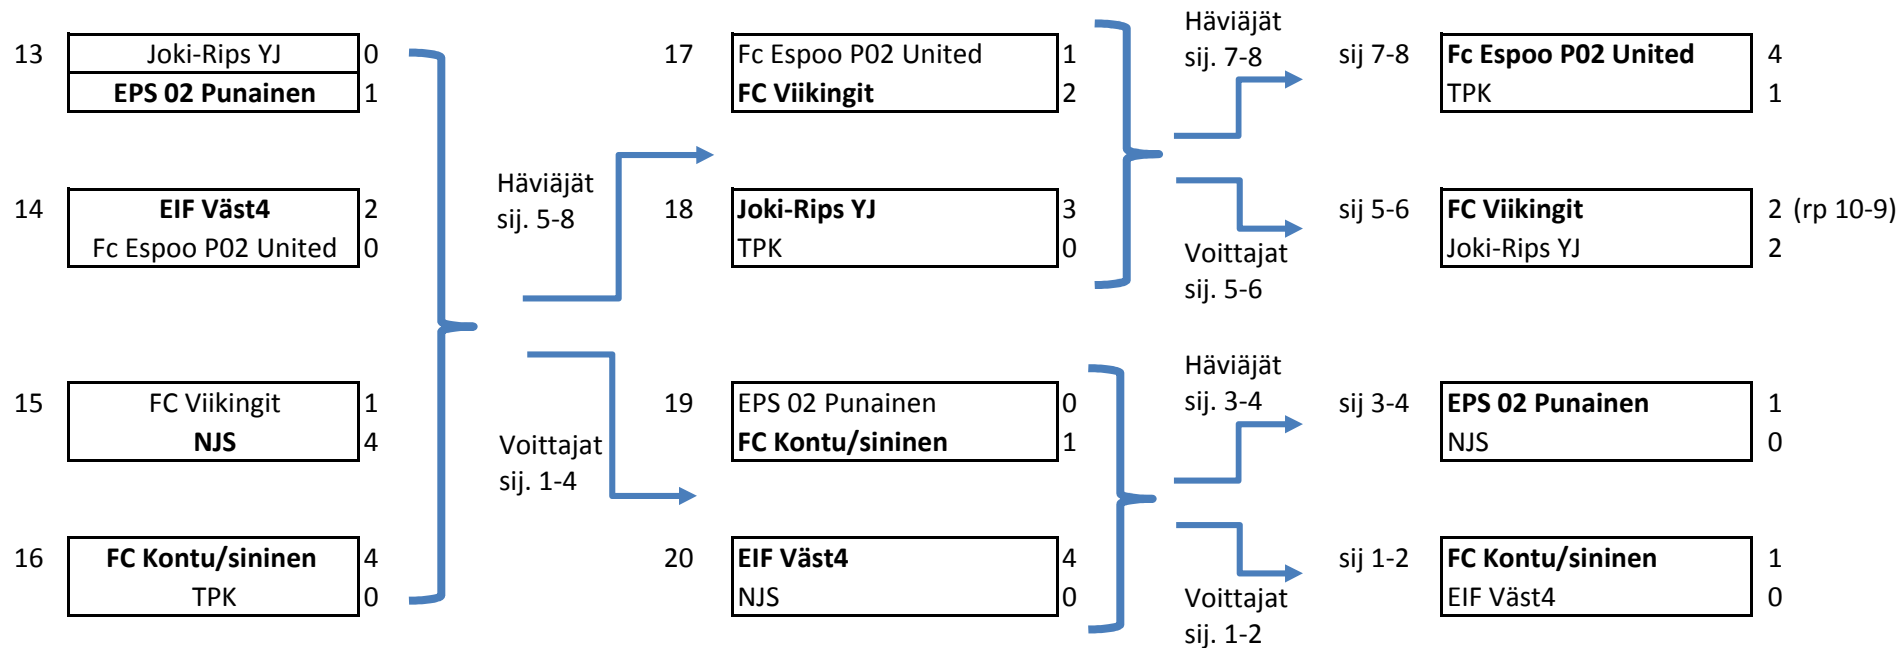 13 Joki-Rips YJ 0
EPS 02 Punainen 1
14 EIF Väst4 2
Fc Espoo P02 United 0
15 FC Viikingit 1
NJS 4
16 FC Kontu/sininen 4
TPK 0
Häviäjät
sij. 5-8
Voittajat
sij. 1-4
17 Fc Espoo P02 United 1
FC Viikingit 2
18 Joki-Rips YJ 3
TPK 0
19 EPS 02 Punainen 0
FC Kontu/sininen 1
20 EIF Väst4 4
NJS 0
Häviäjät
sij. 7-8
Voittajat
sij. 5-6
Häviäjät
sij. 3-4
Voittajat
sij. 1-2
sij 7-8 Fc Espoo P02 United 4
TPK 1
sij 5-6 FC Viikingit 2 (rp 10-9)
Joki-Rips YJ 2
sij 3-4 EPS 02 Punainen 1
NJS 0
sij 1-2 FC Kontu/sininen 1
EIF Väst4 0